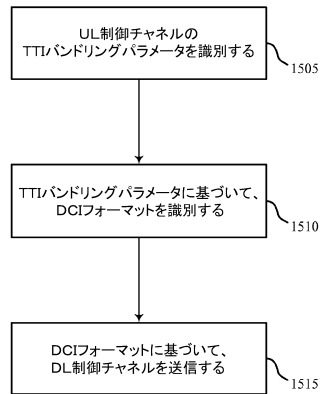 UL制御チャネルの
TTIバンドリングパラメータを識別する
1505
TTIバンドリングパラメータに基づいて、
DCIフォーマットを識別する
1510
DCIフォーマットに基づいて、
DL制御チャネルを送信する
1515